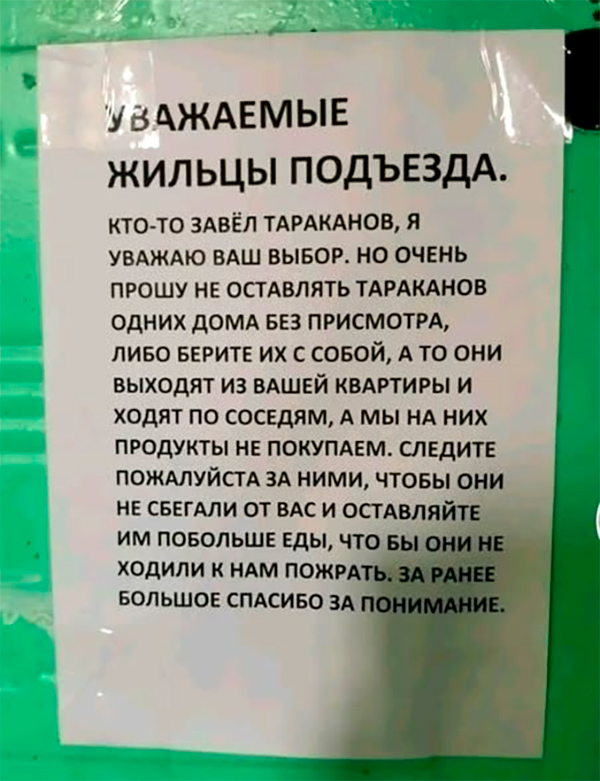 УВАЖАЕМЫЕ
ЖИЛЬЦЫ ПОДЪЕЗДА.
КТО-ТО ЗАВЁЛ ТАРАКАНОВ, Я
УВАЖАЮ ВАШ ВЫБОР. НО ОЧЕНЬ
ПРОШУ НЕ ОСТАВЛЯТЬ ТАРАКАНОВ
ОДНИХ ДОМА БЕЗ ПРИСМОТРА,
ЛИБО БЕРИТЕ ИХ С СОБОЙ, А ТО ОНИ
ВЫХОДЯТ ИЗ ВАШЕЙ КВАРТИРЫ И
ХОДЯТ ПО СОСЕДЯМ, А МЫ НА НИХ
ПРОДУКТЫ НЕ ПОКУПАЕМ. СЛЕДИТЕ
ПОЖАЛУЙСТА ЗА НИМИ, ЧТОБЫ ОНИ
НЕ СБЕГАЛИ ОТ ВАС И ОСТАВЛЯЙТЕ
ИМ ПОБОЛЬШЕ ЕДЫ, ЧТО БЫ ОНИ НЕ
ХОДИЛИ К НАМ ПОЖРАТЬ. ЗА РАНЕЕ
БОЛЬШОЕ СПАСИБО ЗА ПОНИМАНИЕ.